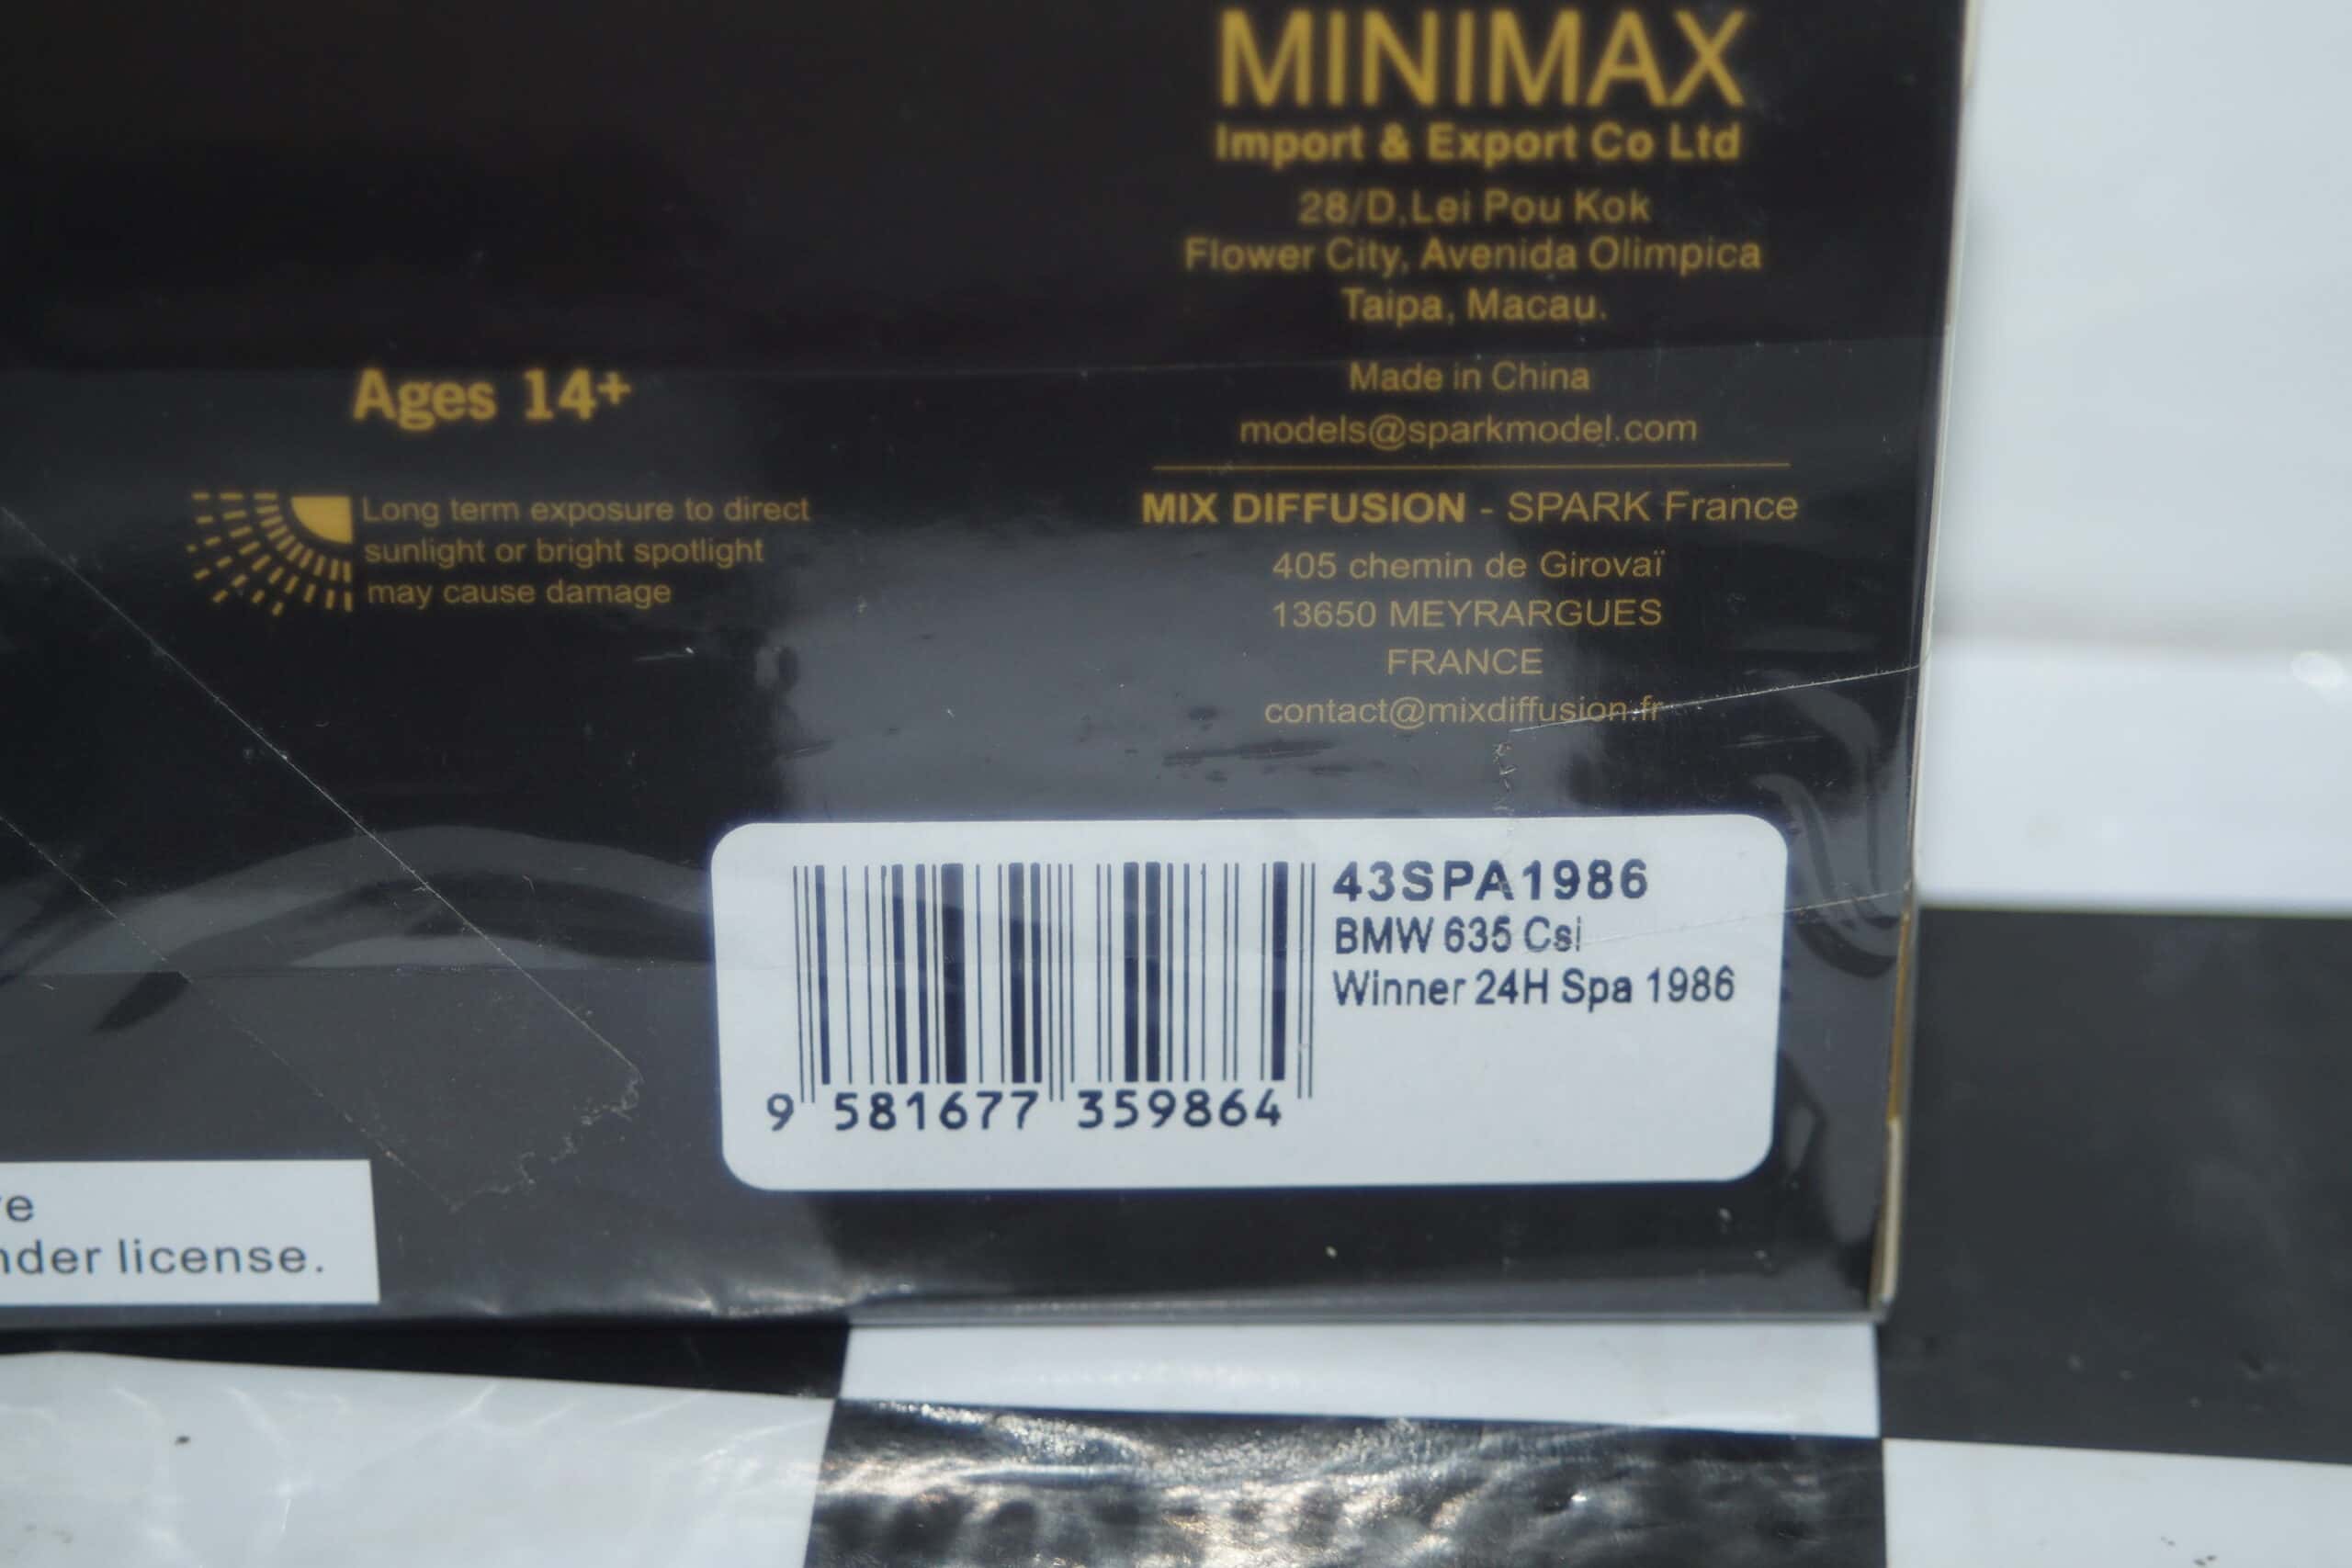 MINIMAX
Import & Export Co Ltd
28/D,Lei Pou Kok
Flower City, Avenida Olimpica
Taipa, Macau.
Made in China
models@sparkmodel.com
MIX DIFFUSION - SPARK France
405 chemin de Girovaï
13650 MEYRARGUES
FRANCE
contact@mixdiffusion.fr
Ages 14+
Long term exposure to direct
sunlight or bright spotlight
may cause damage
43SPA1986
BMW 635 Csi
Winner 24H Spa 1986
9 581677 359864
license.